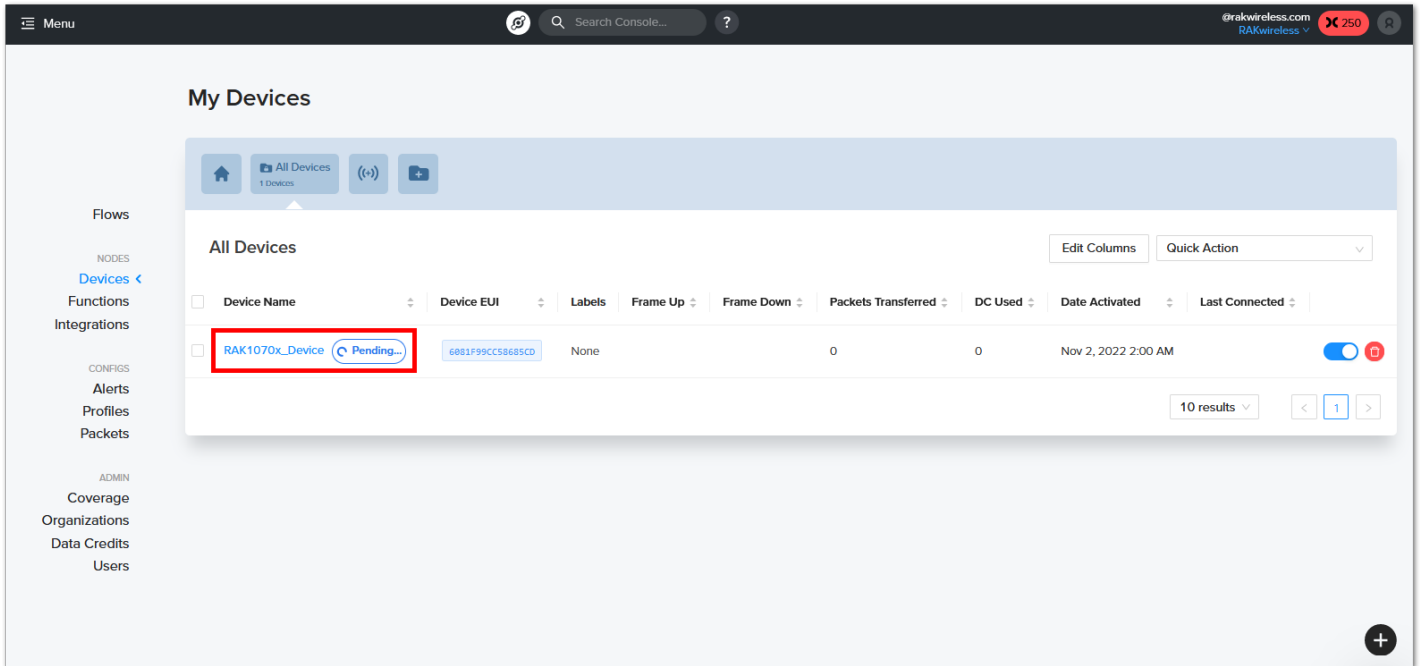 Menu
Search Console...
?
@rakwireless.com
RAKwireless
250
R
My Devices
All Devices
1 Devices
Flows
NODES
Devices
Functions
Integrations
CONFIGS
Alerts
Profiles
Packets
ADMIN
Coverage
Organizations
Data Credits
Users
All Devices
Edit Columns
Quick Action
Device Name Device EUI Labels Frame Up Frame Down Packets Transferred DC Used Date Activated Last Connected
RAK1070x_Device Pending... 6081F99CC58685CD None 0 0 Nov 2, 2022 2:00 AM
10 results < 1 >
+